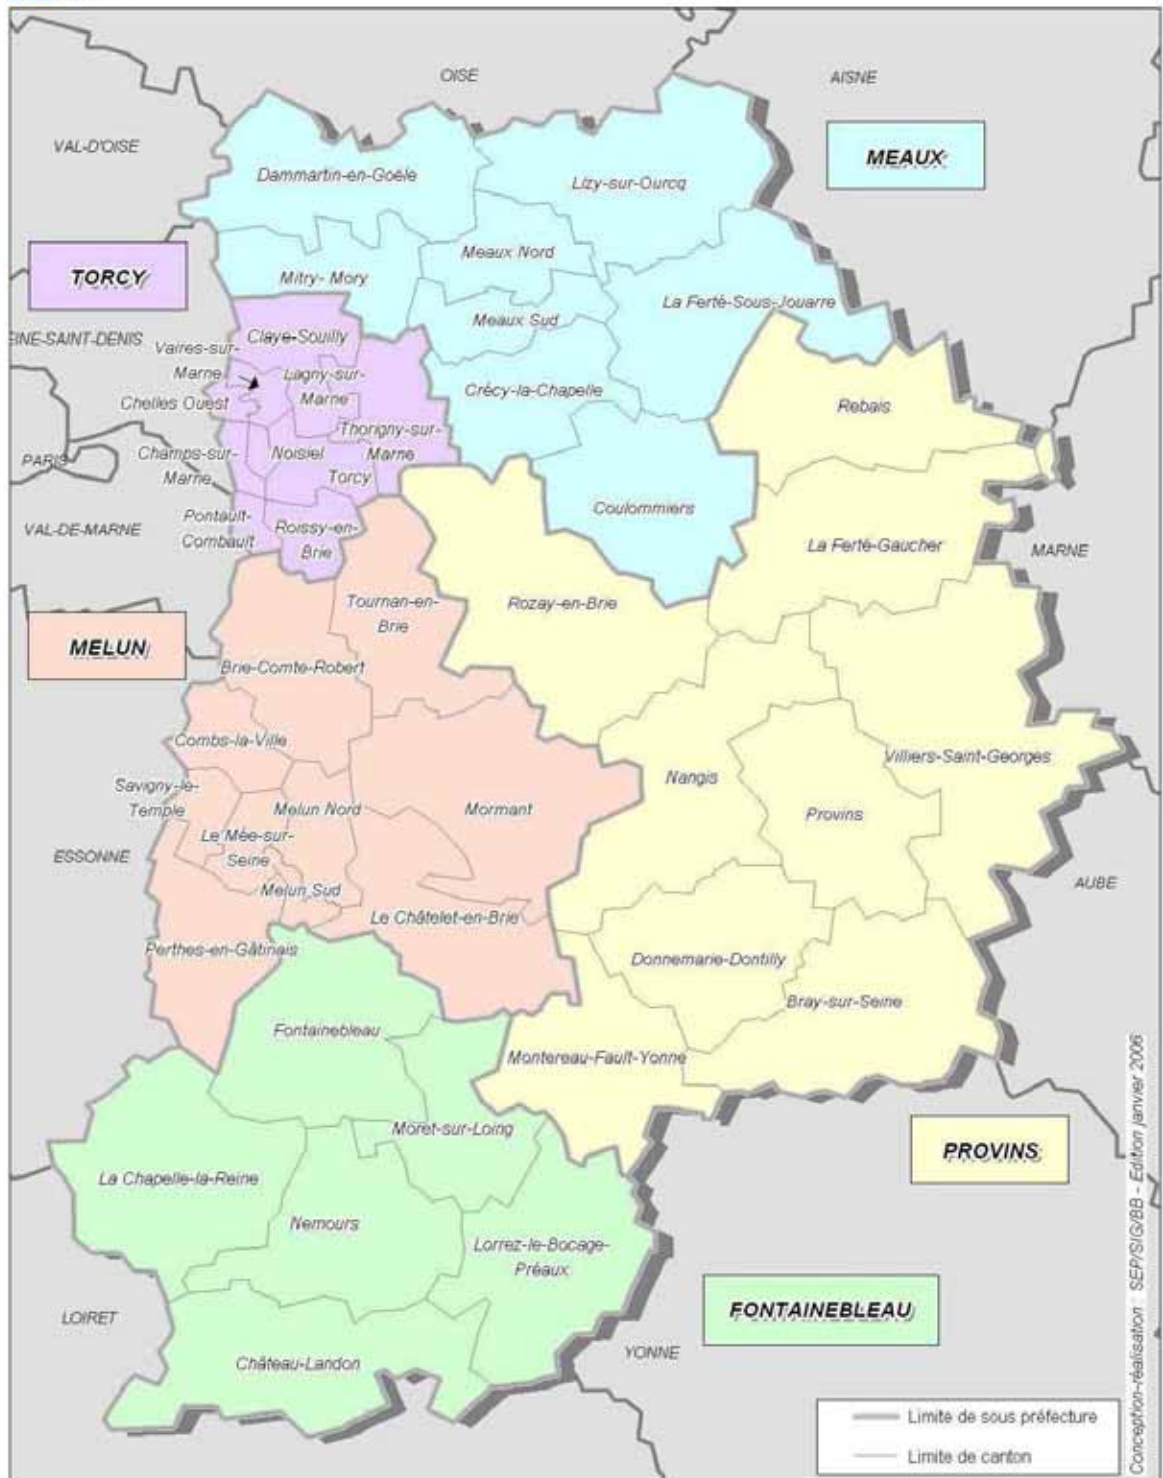 OISE
AISNE
VAL-D'OISE
MEAUX
Dammartin-en-Goële
Lizy-sur-Ourcq
TORCY
Meaux Nord
Mitry- Mory
La Ferté-Sous-Jouarre
EINE-SAINT-DENIS
Claye-Souilly
Meaux Sud
Vaires-sur-
Marne
Lagny-sur-
Marne
Crécy-la-Chapelle
Chelles Ouest
Rebais
Thorigny-sur-
Marne
PARIS
Champs-sur-
Marne
Noisiel
Torcy
Coulommiers
VAL-DE-MARNE
Pontault-
Combault
Roissy-en-
Brie
La Ferté-Gaucher
MARNE
Tournan-en-
Brie
Rozay-en-Brie
MELUN
Brie-Comte-Robert
Combs-la-Ville
Villiers-Saint-Georges
Nangis
Savigny-le-
Temple
Melun Nord
Mormant
Provins
Le Mée-sur-
Seine
ESSONNE
AUBE
Melun Sud
Le Châtelet-en-Brie
Perthes-en-Gâtinais
Donnemarie-Dontilly
Bray-sur-Seine
Fontainebleau
Montereau-Fault-Yonne
Moret-sur-Loing
PROVINS
La Chapelle-la-Reine
Nemours
Lorrez-le-Bocage-
Préaux
LOIRET
FONTAINEBLEAU
YONNE
Château-Landon
Limite de sous préfecture
Limite de canton
Conception-réalisation : SEP/SIG/BB - Edition janvier 2006